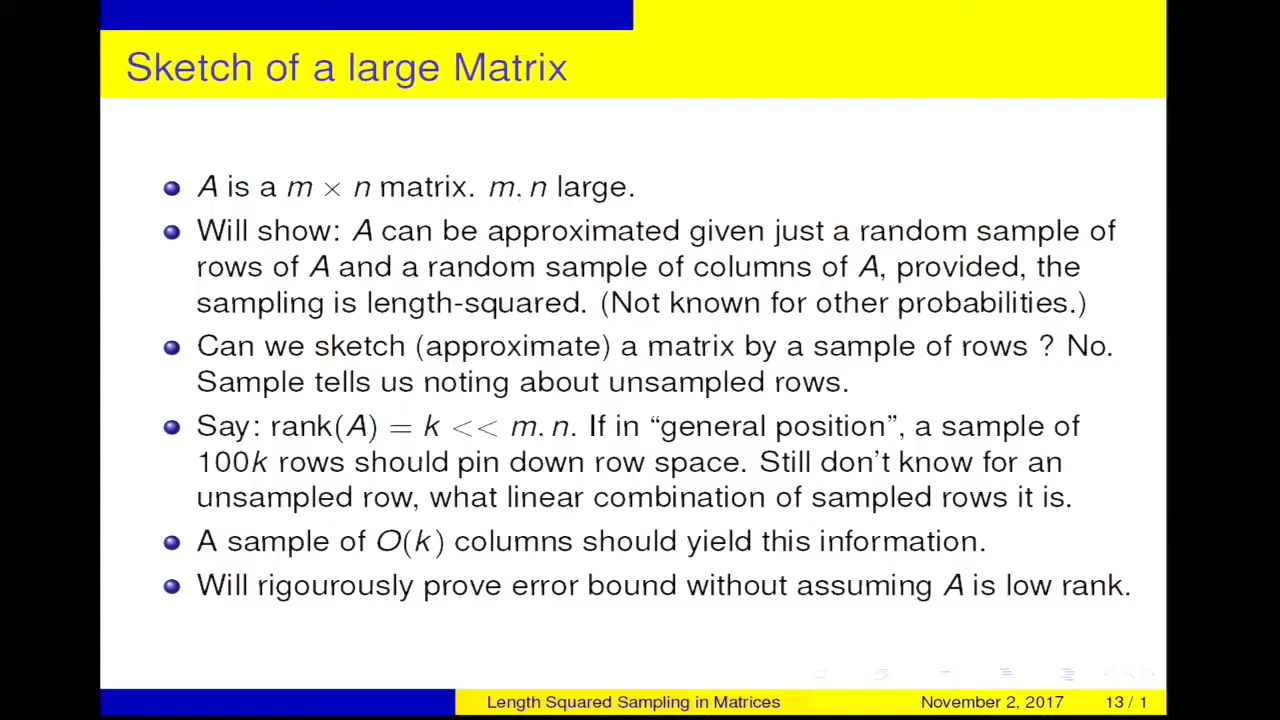 Sketch of a large Matrix
A is a m × n matrix. m, n large.
Will show: A can be approximated given just a random sample of
rows of A and a random sample of columns of A, provided, the
sampling is length-squared. (Not known for other probabilities.)
Can we sketch (approximate) a matrix by a sample of rows ? No.
Sample tells us noting about unsampled rows.
Say: rank(A) = k << m, n. If in “general position”, a sample of
100k rows should pin down row space. Still don't know for an
unsampled row, what linear combination of sampled rows it is.
A sample of O(k) columns should yield this information.
Will rigourously prove error bound without assuming A is low rank.
Length Squared Sampling in Matrices November 2, 2017 13 / 1